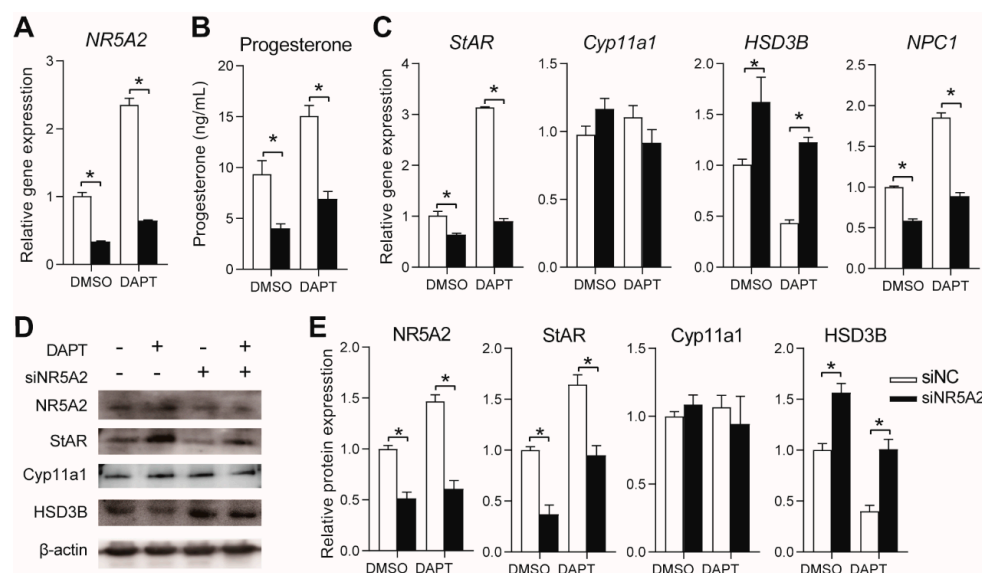 A
NR5A2
Relative gene expresstion
3
2
1
0
*
*
DMSO DAPT
B
Progesterone
Progesterone (ng/mL)
20
15
10
5
0
*
*
DMSO DAPT
C
StAR
Relative gene expresstion
4
3
2
1
0
*
*
DMSO DAPT
Cyp11a1
1.5
1.0
0.5
0.0
DMSO DAPT
HSD3B
2.0
1.5
1.0
0.5
0.0
*
*
DMSO DAPT
NPC1
2.5
2.0
1.5
1.0
0.5
0.0
*
*
DMSO DAPT
D
DAPT - + - +
siNR5A2 - - + +
NR5A2
StAR
Cyp11a1
HSD3B
β-actin
E
NR5A2
Relative protein expresstion
2.0
1.5
1.0
0.5
0.0
*
*
DMSO DAPT
StAR
2.0
1.5
1.0
0.5
0.0
*
*
DMSO DAPT
Cyp11a1
1.5
1.0
0.5
0.0
DMSO DAPT
HSD3B
2.0
1.5
1.0
0.5
0.0
*
*
DMSO DAPT
siNC
siNR5A2